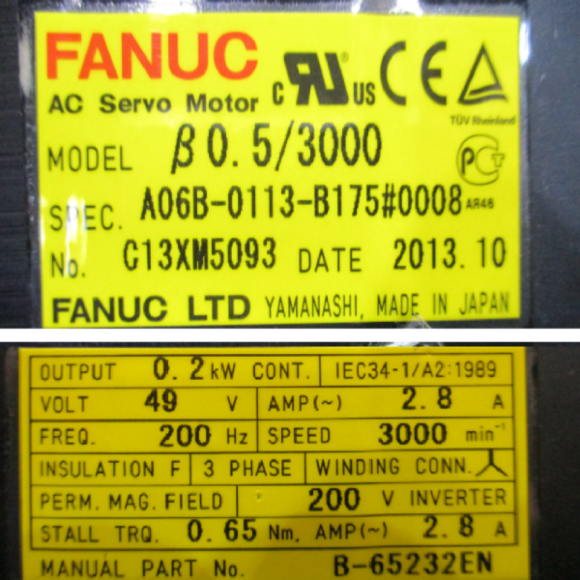 FANUC
AC Servo Motor c RU US CE
TÜV Rheinland
MODEL β0.5/3000
SPEC. A06B-0113-B175#0008 AR46
No. C13XM5093 DATE 2013.10
FANUC LTD YAMANASHI, MADE IN JAPAN
OUTPUT 0.2 kW CONT. IEC34-1/A2:1989
VOLT 49 V AMP(~) 2.8 A
FREQ. 200 Hz SPEED 3000 min⁻¹
INSULATION F 3 PHASE WINDING CONN.
PERM. MAG. FIELD 200 V INVERTER
STALL TRQ. 0.65 Nm, AMP(~) 2.8 A
MANUAL PART No. B-65232EN